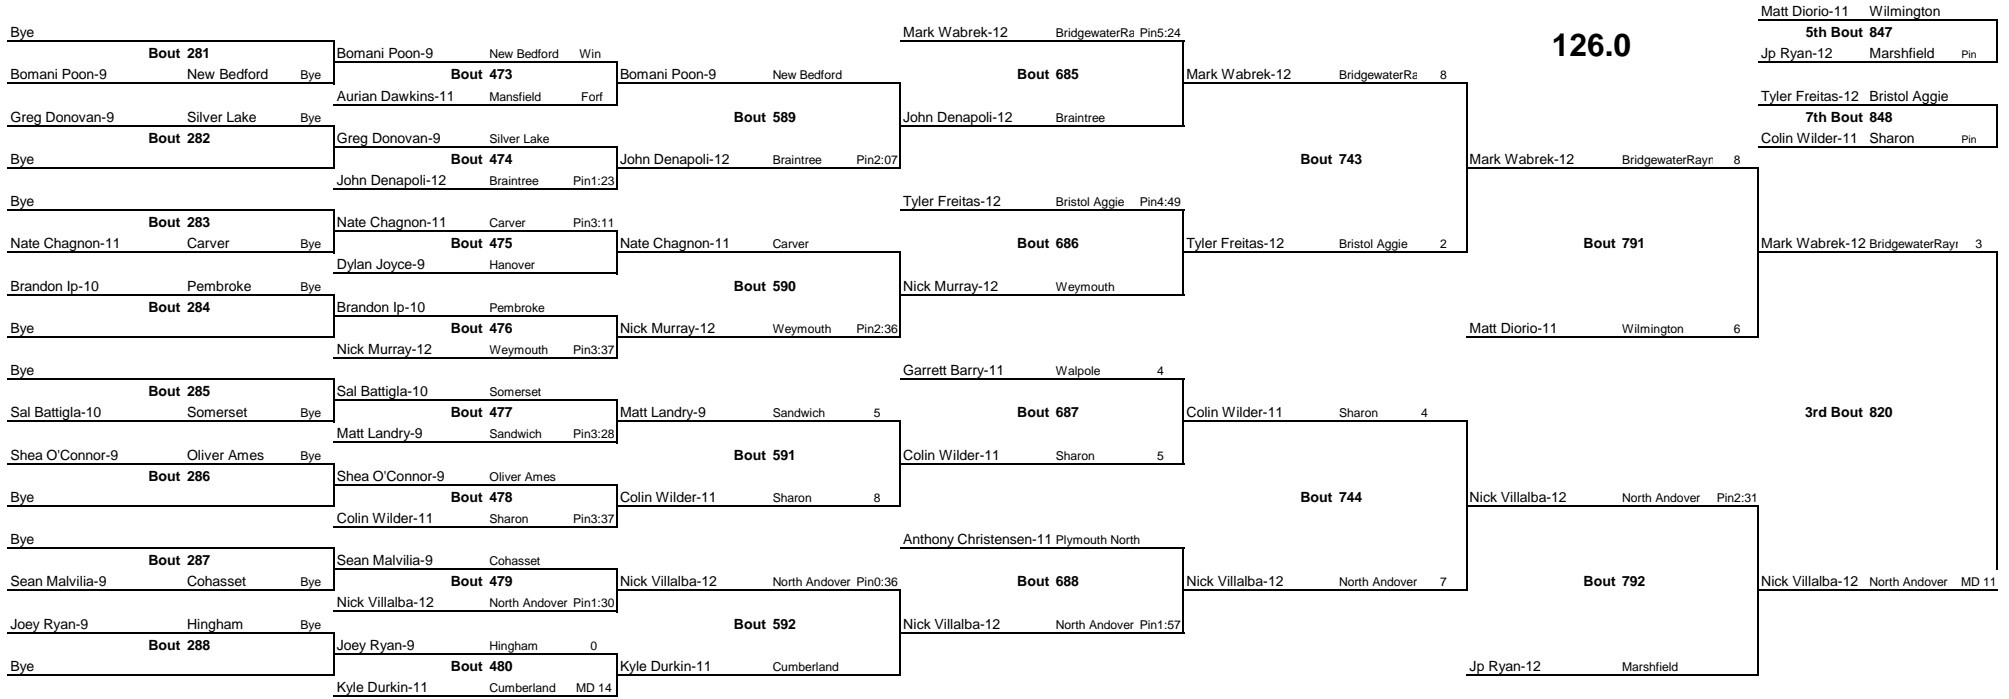 Matt Diorio-11 Wilmington
Bye Mark Wabrek-12 BridgewaterRa Pin5:24 5th Bout 847
Bout 281 Bomani Poon-9 New Bedford Win 126.0 Jp Ryan-12 Marshfield Pin
Bomani Poon-9 New Bedford Bye Bout 473 Bomani Poon-9 New Bedford Bout 685 Mark Wabrek-12 BridgewaterRa 8
Aurian Dawkins-11 Mansfield Forf Tyler Freitas-12 Bristol Aggie
Greg Donovan-9 Silver Lake Bye Bout 589 John Denapoli-12 Braintree 7th Bout 848
Bout 282 Greg Donovan-9 Silver Lake Colin Wilder-11 Sharon Pin
Bye Bout 474 John Denapoli-12 Braintree Pin2:07 Bout 743 Mark Wabrek-12 BridgewaterRayn 8
John Denapoli-12 Braintree Pin1:23
Bye Tyler Freitas-12 Bristol Aggie Pin4:49
Bout 283 Nate Chagnon-11 Carver Pin3:11
Nate Chagnon-11 Carver Bye Bout 475 Nate Chagnon-11 Carver Bout 686 Tyler Freitas-12 Bristol Aggie 2 Bout 791 Mark Wabrek-12 BridgewaterRayn 3
Dylan Joyce-9 Hanover
Brandon Ip-10 Pembroke Bye Bout 590 Nick Murray-12 Weymouth
Bout 284 Brandon Ip-10 Pembroke
Bye Bout 476 Nick Murray-12 Weymouth Pin2:36 Matt Diorio-11 Wilmington 6
Nick Murray-12 Weymouth Pin3:37
Bye Garrett Barry-11 Walpole 4
Bout 285 Sal Battigla-10 Somerset
Sal Battigla-10 Somerset Bye Bout 477 Matt Landry-9 Sandwich 5 Bout 687 Colin Wilder-11 Sharon 4 3rd Bout 820
Matt Landry-9 Sandwich Pin3:28
Shea O'Connor-9 Oliver Ames Bye Bout 591 Colin Wilder-11 Sharon 5
Bout 286 Shea O'Connor-9 Oliver Ames
Bye Bout 478 Colin Wilder-11 Sharon 8 Bout 744 Nick Villalba-12 North Andover Pin2:31
Colin Wilder-11 Sharon Pin3:37
Bye Anthony Christensen-11 Plymouth North
Bout 287 Sean Malvilia-9 Cohasset
Sean Malvilia-9 Cohasset Bye Bout 479 Nick Villalba-12 North Andover Pin0:36 Bout 688 Nick Villalba-12 North Andover 7 Bout 792 Nick Villalba-12 North Andover MD 11
Nick Villalba-12 North Andover Pin1:30
Joey Ryan-9 Hingham Bye Bout 592 Nick Villalba-12 North Andover Pin1:57
Bout 288 Joey Ryan-9 Hingham 0
Bye Bout 480 Kyle Durkin-11 Cumberland Jp Ryan-12 Marshfield
Kyle Durkin-11 Cumberland MD 14